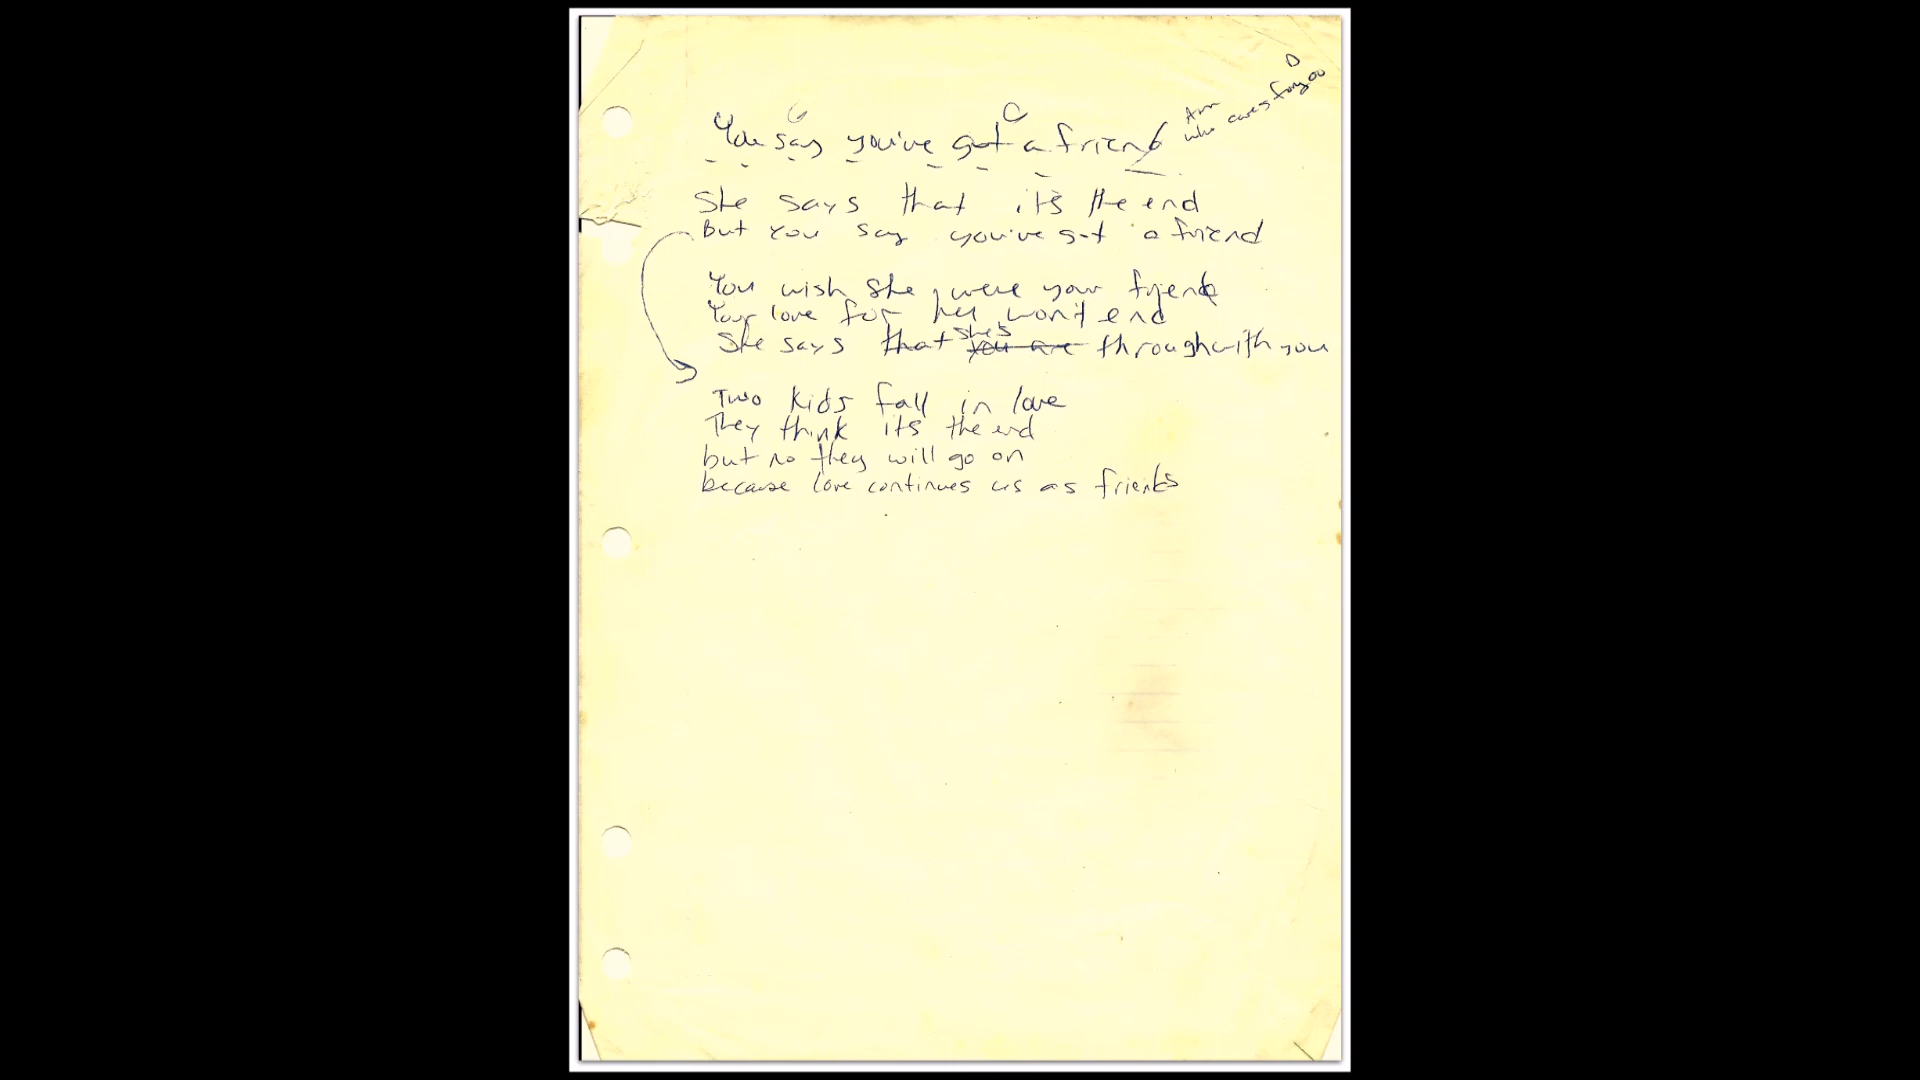 G C Am D
You say you've got a friend who cares for you
She says that it's the end
but you say you've got a friend
You wish she were your friend
Your love for her won't end
She says that you are she's through with you
Two kids fall in love
They think its the end
but no they will go on
because love continues us as friends